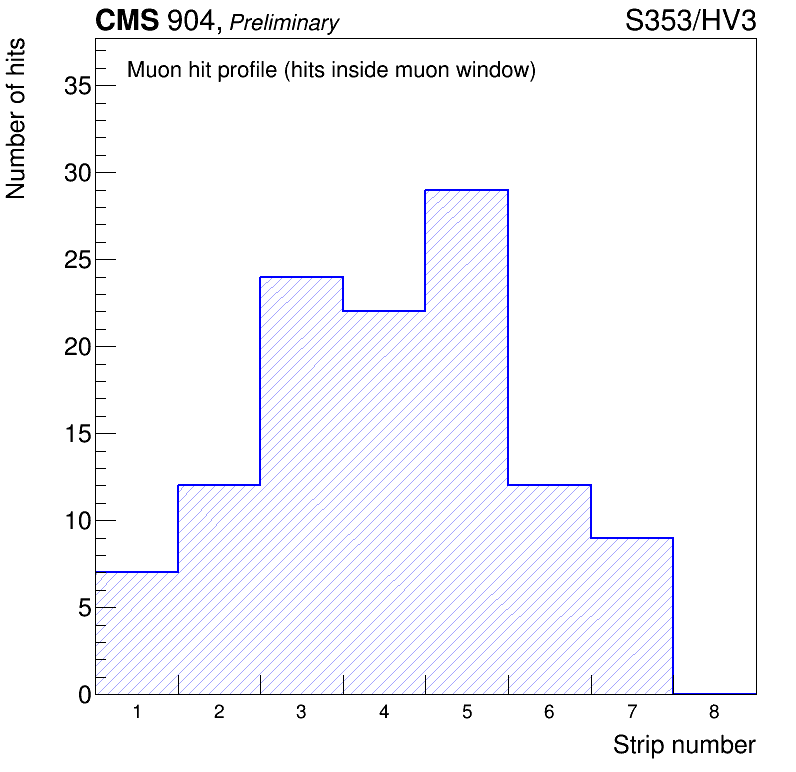 CMS 904, Preliminary S353/HV3
Muon hit profile (hits inside muon window)
Number of hits
35
30
25
20
15
10
5
0
1 2 3 4 5 6 7 8
Strip number